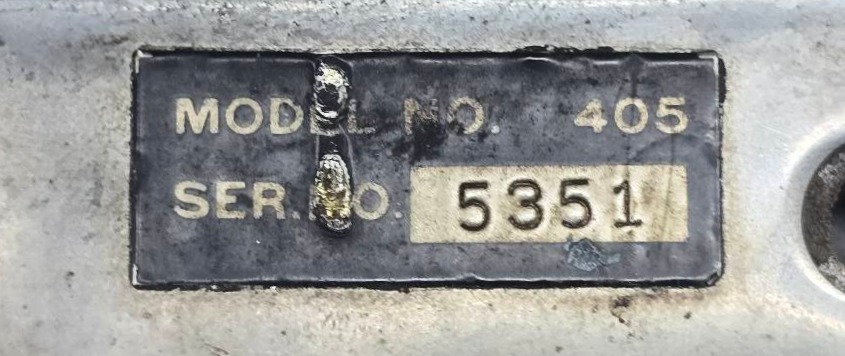 MODEL NO. 405
SER. NO. 5351